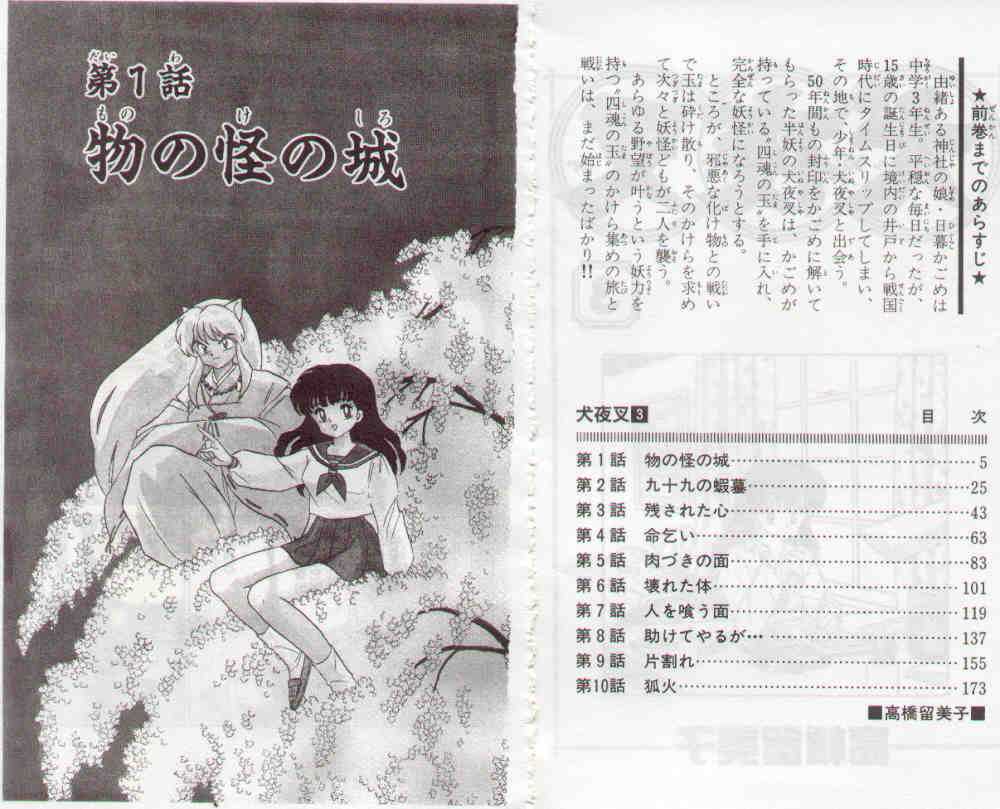 ★前巻までのあらすじ★
由緒ある神社の娘・日暮かごめは
中学3年生。平穏な毎日だったが、
15歳の誕生日に境内の井戸から戦国
時代にタイムスリップしてしまい、
その地で、少年・犬夜叉と出会う。
50年間もの封印をかごめに解いて
もらった半妖の犬夜叉は、かごめが
持っている〝四魂の玉〟を手に入れ、
完全な妖怪になろうとする。
ところが、邪悪な化け物との戦い
で玉は砕け散り、そのかけらを求め
て次々と妖怪どもが二人を襲う。
あらゆる野望が叶うという妖力を
持つ〝四魂の玉〟のかけら集めの旅と
戦いは、まだ始まったばかり!!
犬夜叉3 目次
第1話 物の怪の城……5
第2話 九十九の蝦蟇……25
第3話 残された心……43
第4話 命乞い……63
第5話 肉づきの面……83
第6話 壊れた体……101
第7話 人を喰う面……119
第8話 助けてやるが… ……137
第9話 片割れ……155
第10話 狐火……173
■高橋留美子■
だい わ
第1話
もの け しろ
物の怪の城